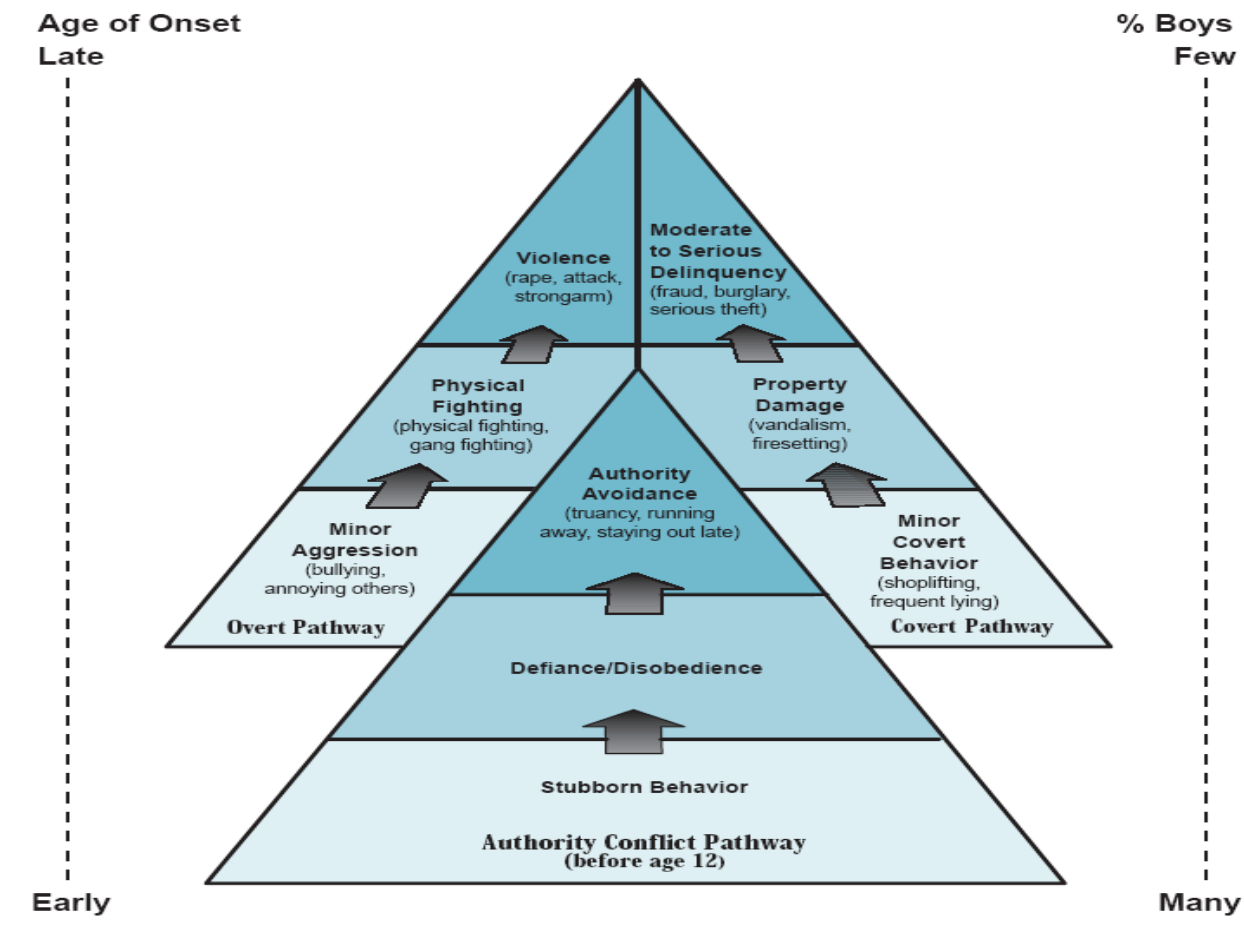 Age of Onset
Late
% Boys
Few
Violence
(rape, attack,
strongarm)
Moderate
to Serious
Delinquency
(fraud, burglary,
serious theft)
Physical
Fighting
(physical fighting,
gang fighting)
Property
Damage
(vandalism,
firesetting)
Authority
Avoidance
(truancy, running
away, staying out late)
Minor
Aggression
(bullying,
annoying others)
Overt Pathway
Minor
Covert
Behavior
(shoplifting,
frequent lying)
Covert Pathway
Defiance/Disobedience
Stubborn Behavior
Authority Conflict Pathway
(before age 12)
Early
Many